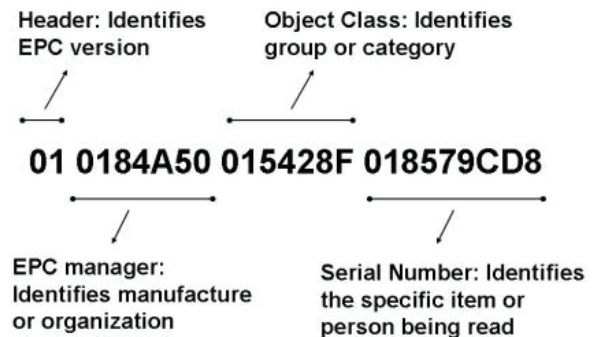 Header: Identifies
EPC version
Object Class: Identifies
group or category
01 0184A50 015428F 018579CD8
EPC manager:
Identifies manufacture
or organization
Serial Number: Identifies
the specific item or
person being read